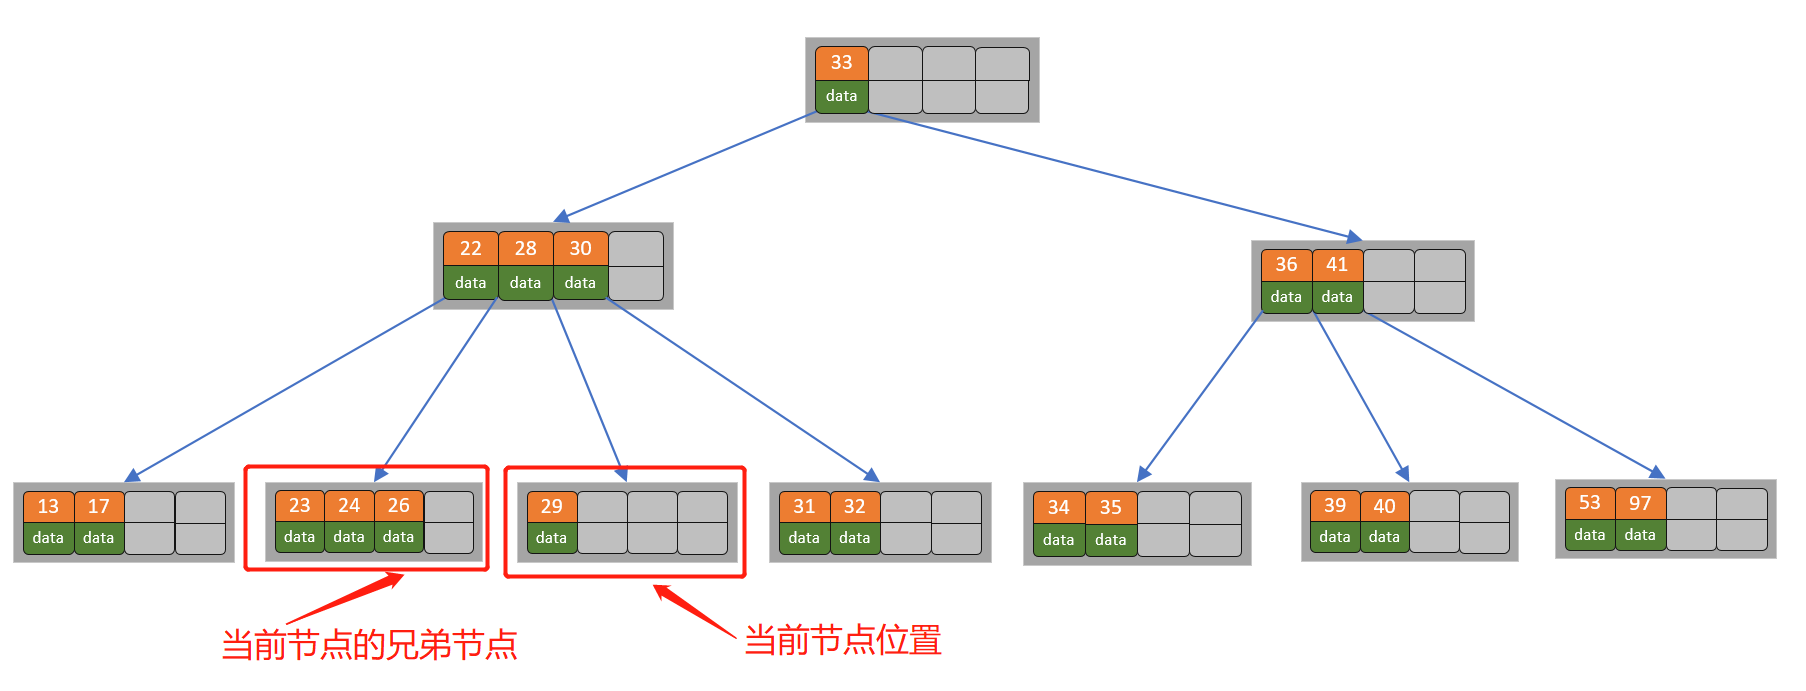 33
data
22 28 30
data data data
36 41
data data
13 17
data data
23 24 26
data data data
29
data
31 32
data data
34 35
data data
39 40
data data
53 97
data data
当前节点的兄弟节点
当前节点位置